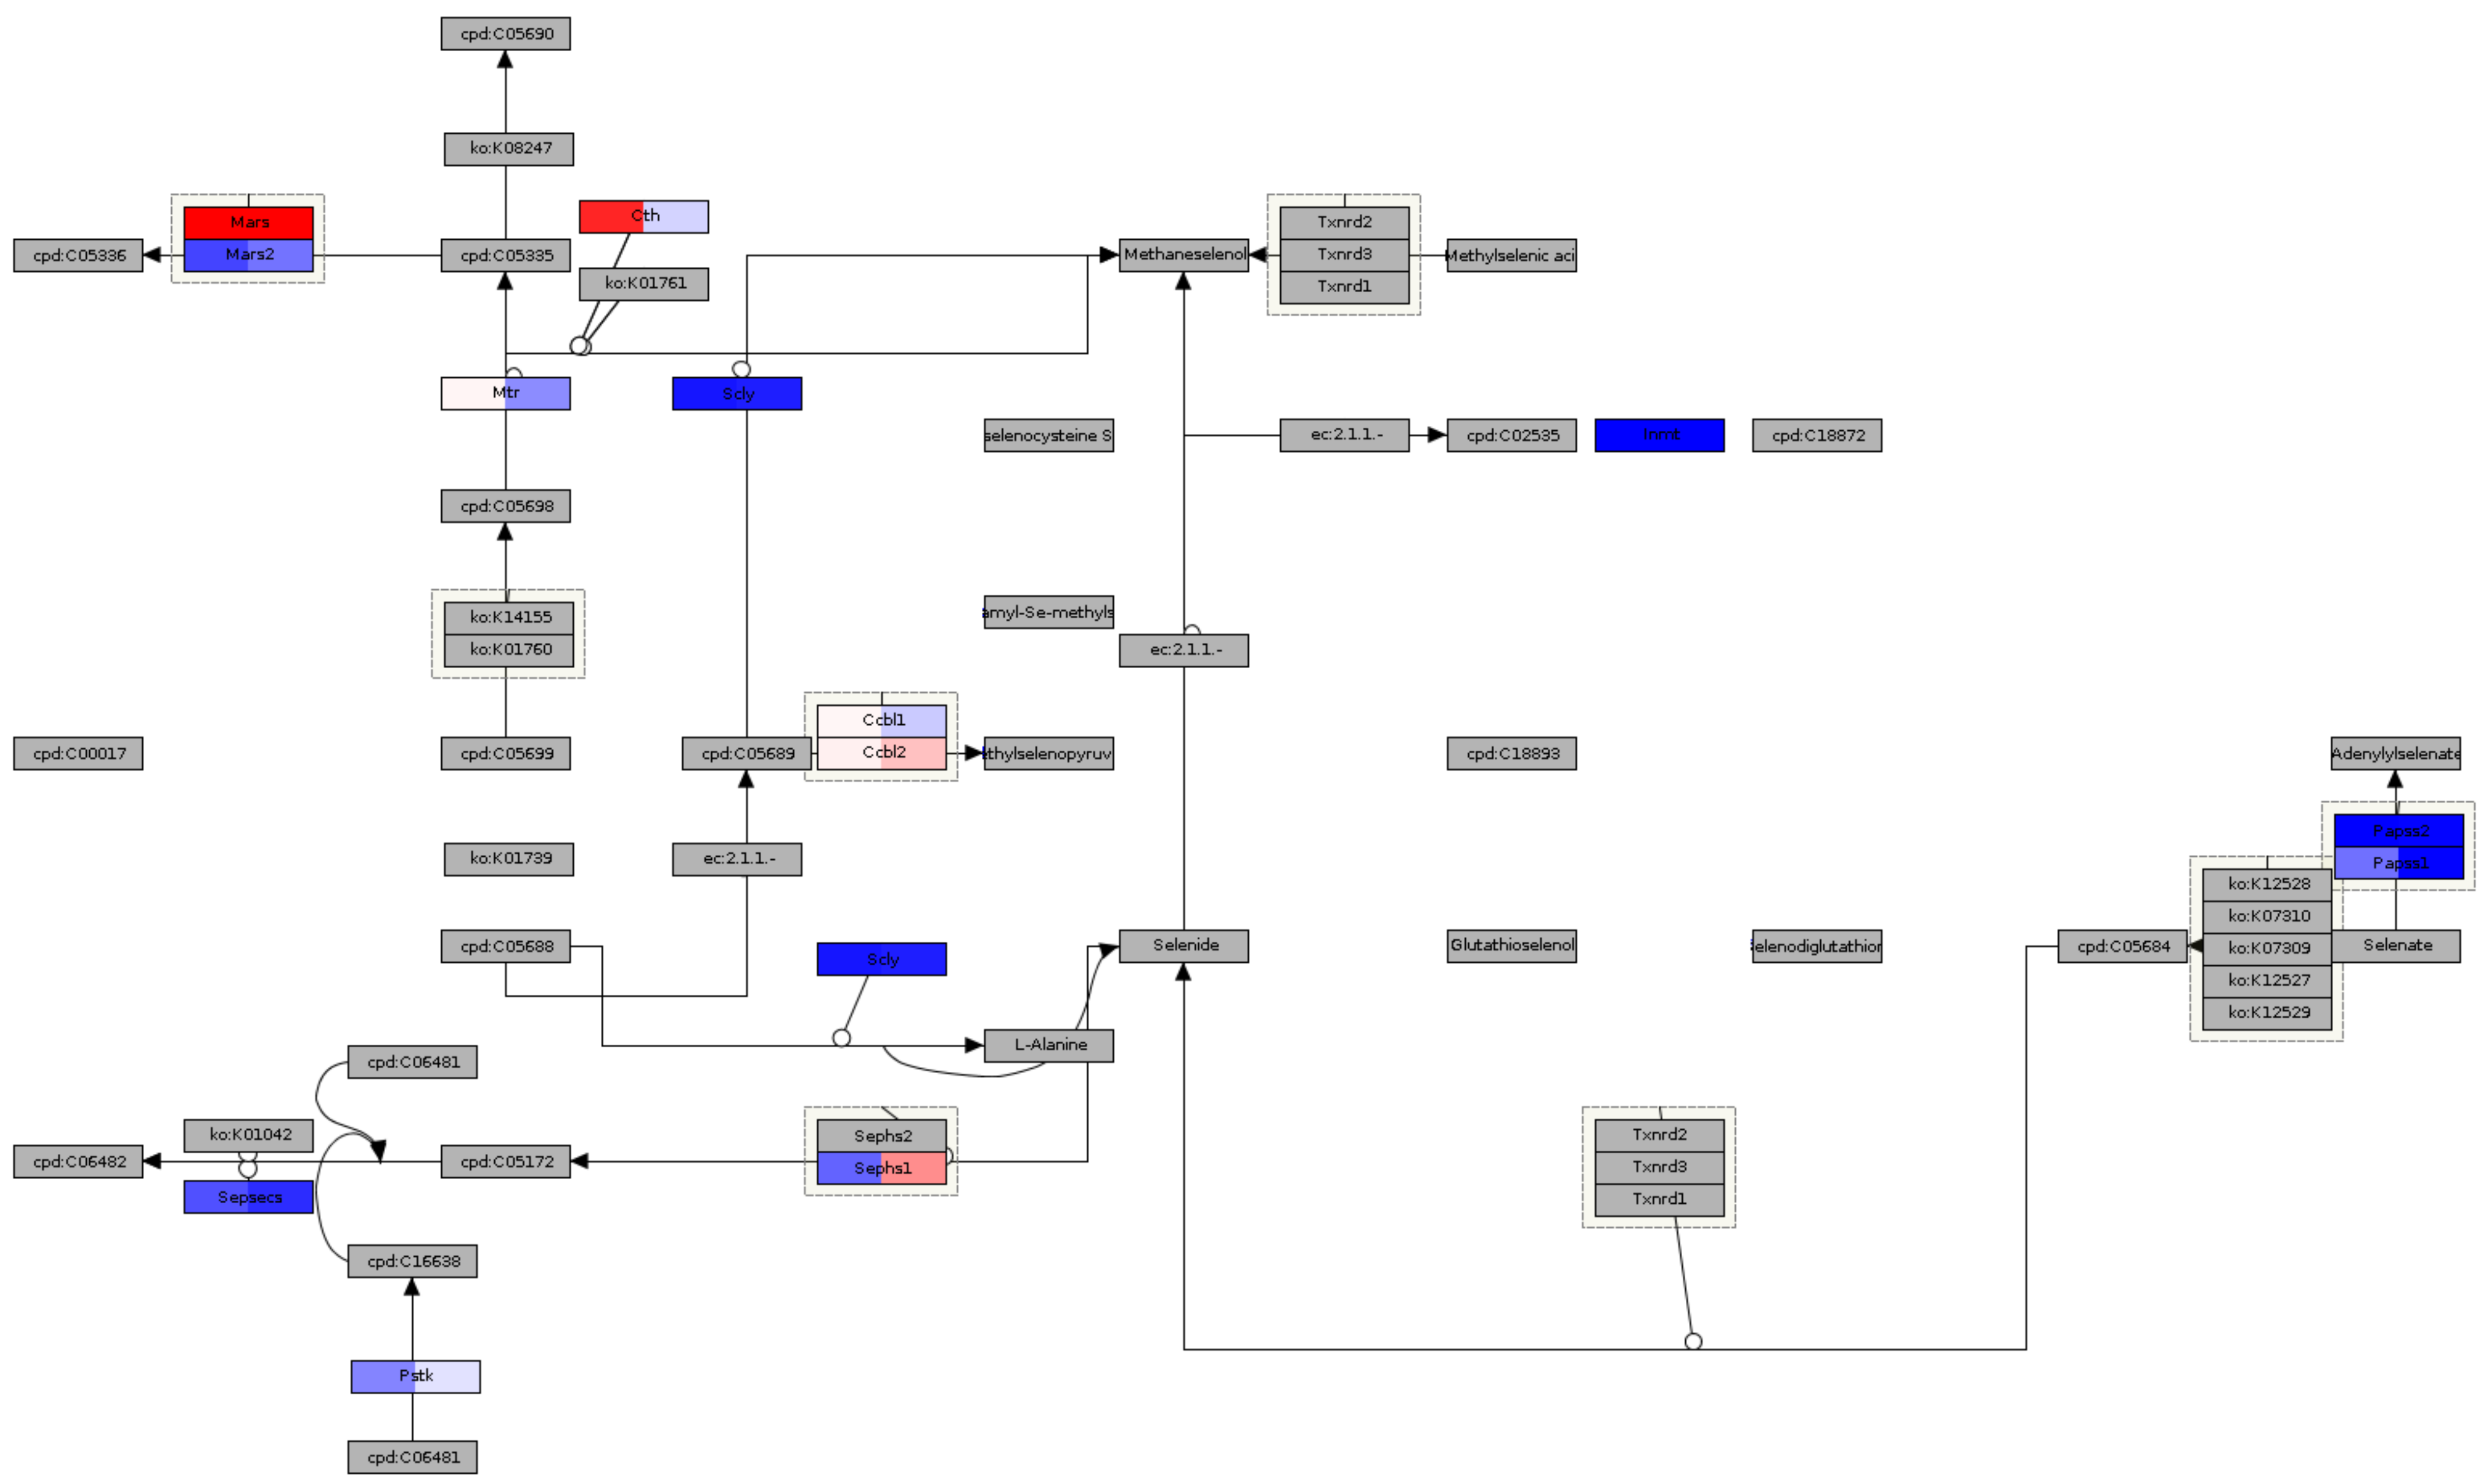 cpd:C05690
ko:K08247
Cth
Mars
Txnrd2
Mars2
cpd:C05336
cpd:C05335
Methaneselenol
Txnrd3
Methylselenic aci
ko:K01761
Txnrd1
Mtr
Scly
selenocysteine S
ec:2.1.1.-
cpd:C02535
Inmt
cpd:C18872
cpd:C05698
ko:K14155
amyl-Se-methyls
ko:K01760
ec:2.1.1.-
Ccbl1
cpd:C00017
cpd:C05699
cpd:C05689
Ccbl2
thylselenopyruv
cpd:C18893
Adenylylselenate
Papss2
Papss1
ko:K01739
ec:2.1.1.-
ko:K12528
ko:K07310
cpd:C05688
Scly
Selenide
Glutathioselenol
elenodiglutathior
cpd:C05684
ko:K07309
Selenate
ko:K12527
ko:K12529
L-Alanine
cpd:C06481
ko:K01042
Sephs2
Txnrd2
cpd:C06482
cpd:C05172
Sephs1
Txnrd3
Sepsecs
Txnrd1
cpd:C16638
Pstk
cpd:C06481